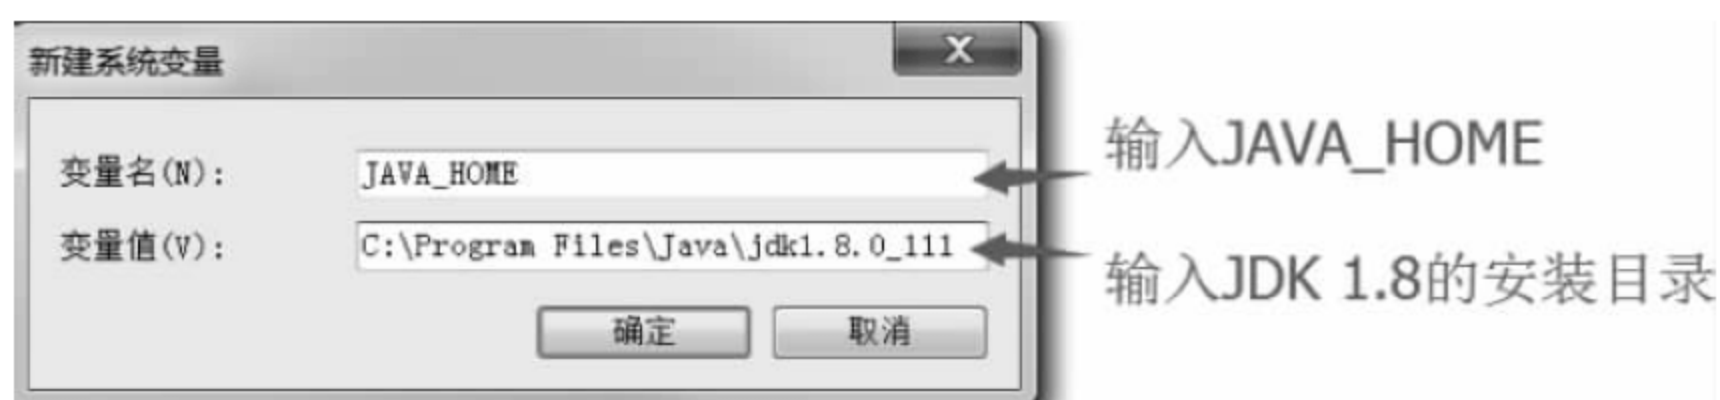 新建系统变量
X
变量名(N):
JAVA_HOME
输入JAVA_HOME
变量值(V):
C:\Program Files\Java\jdk1.8.0_111
输入JDK 1.8的安装目录
确定
取消